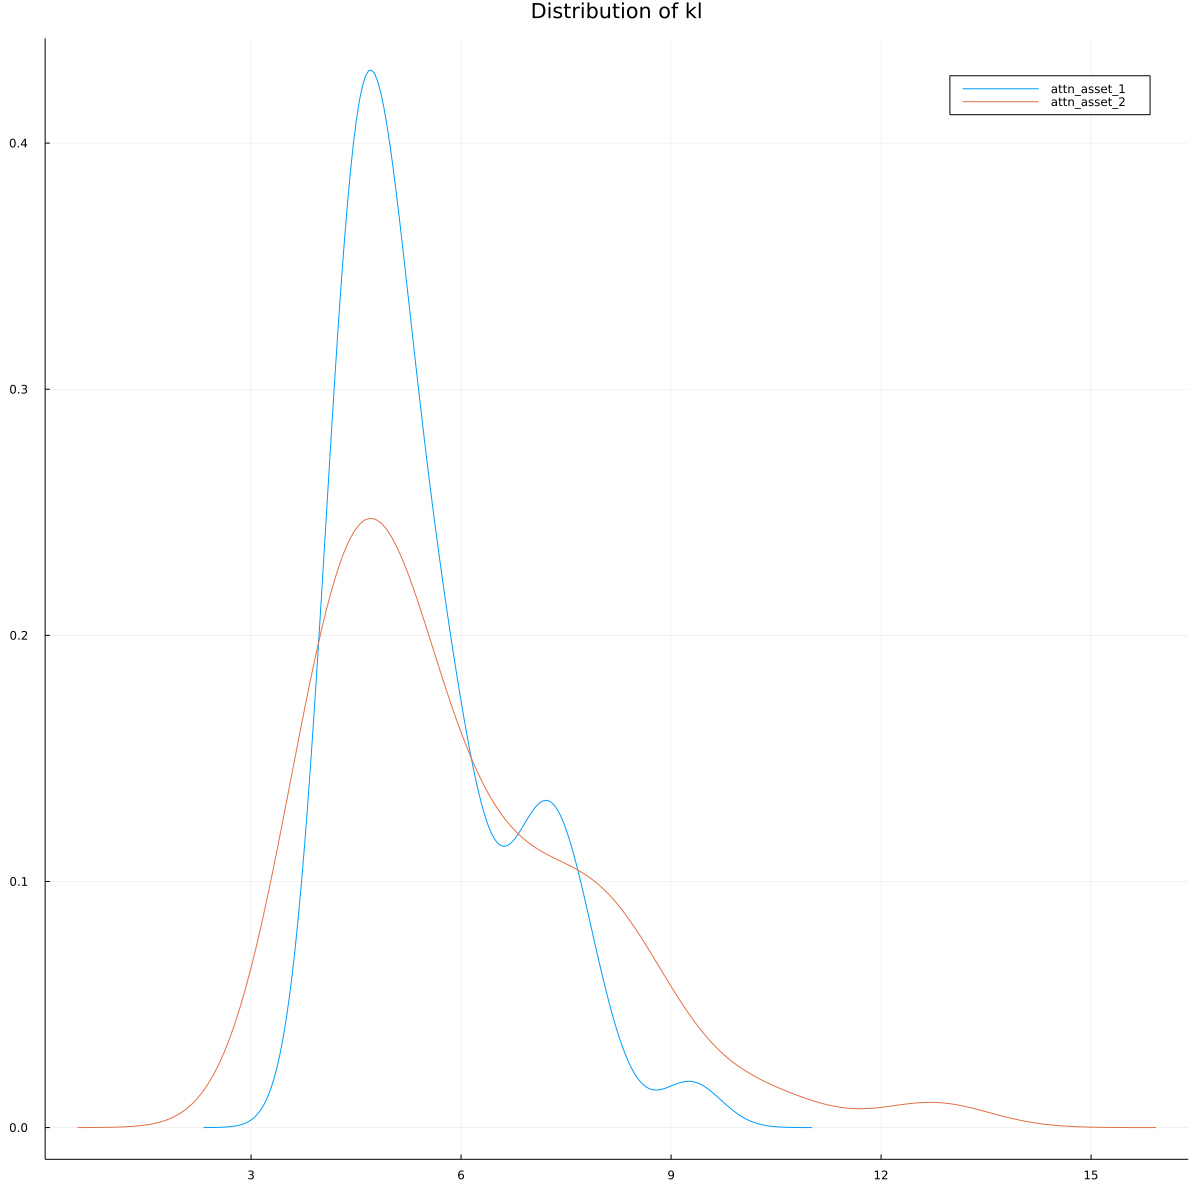 Distribution of kl
attn_asset_1
attn_asset_2
0.4
0.3
0.2
0.1
0.0
3 6 9 12 15